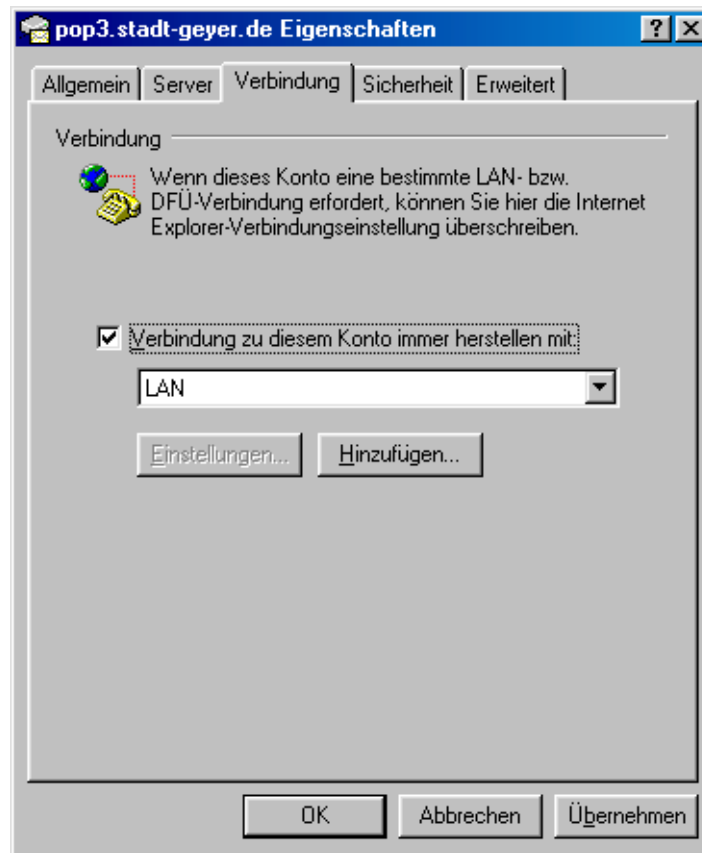 pop3.stadt-geyer.de Eigenschaften
Allgemein Server Verbindung Sicherheit Erweitert
Verbindung
Wenn dieses Konto eine bestimmte LAN- bzw.
DFÜ-Verbindung erfordert, können Sie hier die Internet
Explorer-Verbindungseinstellung überschreiben.
Verbindung zu diesem Konto immer herstellen mit:
LAN
Einstellungen... Hinzufügen...
OK Abbrechen Übernehmen